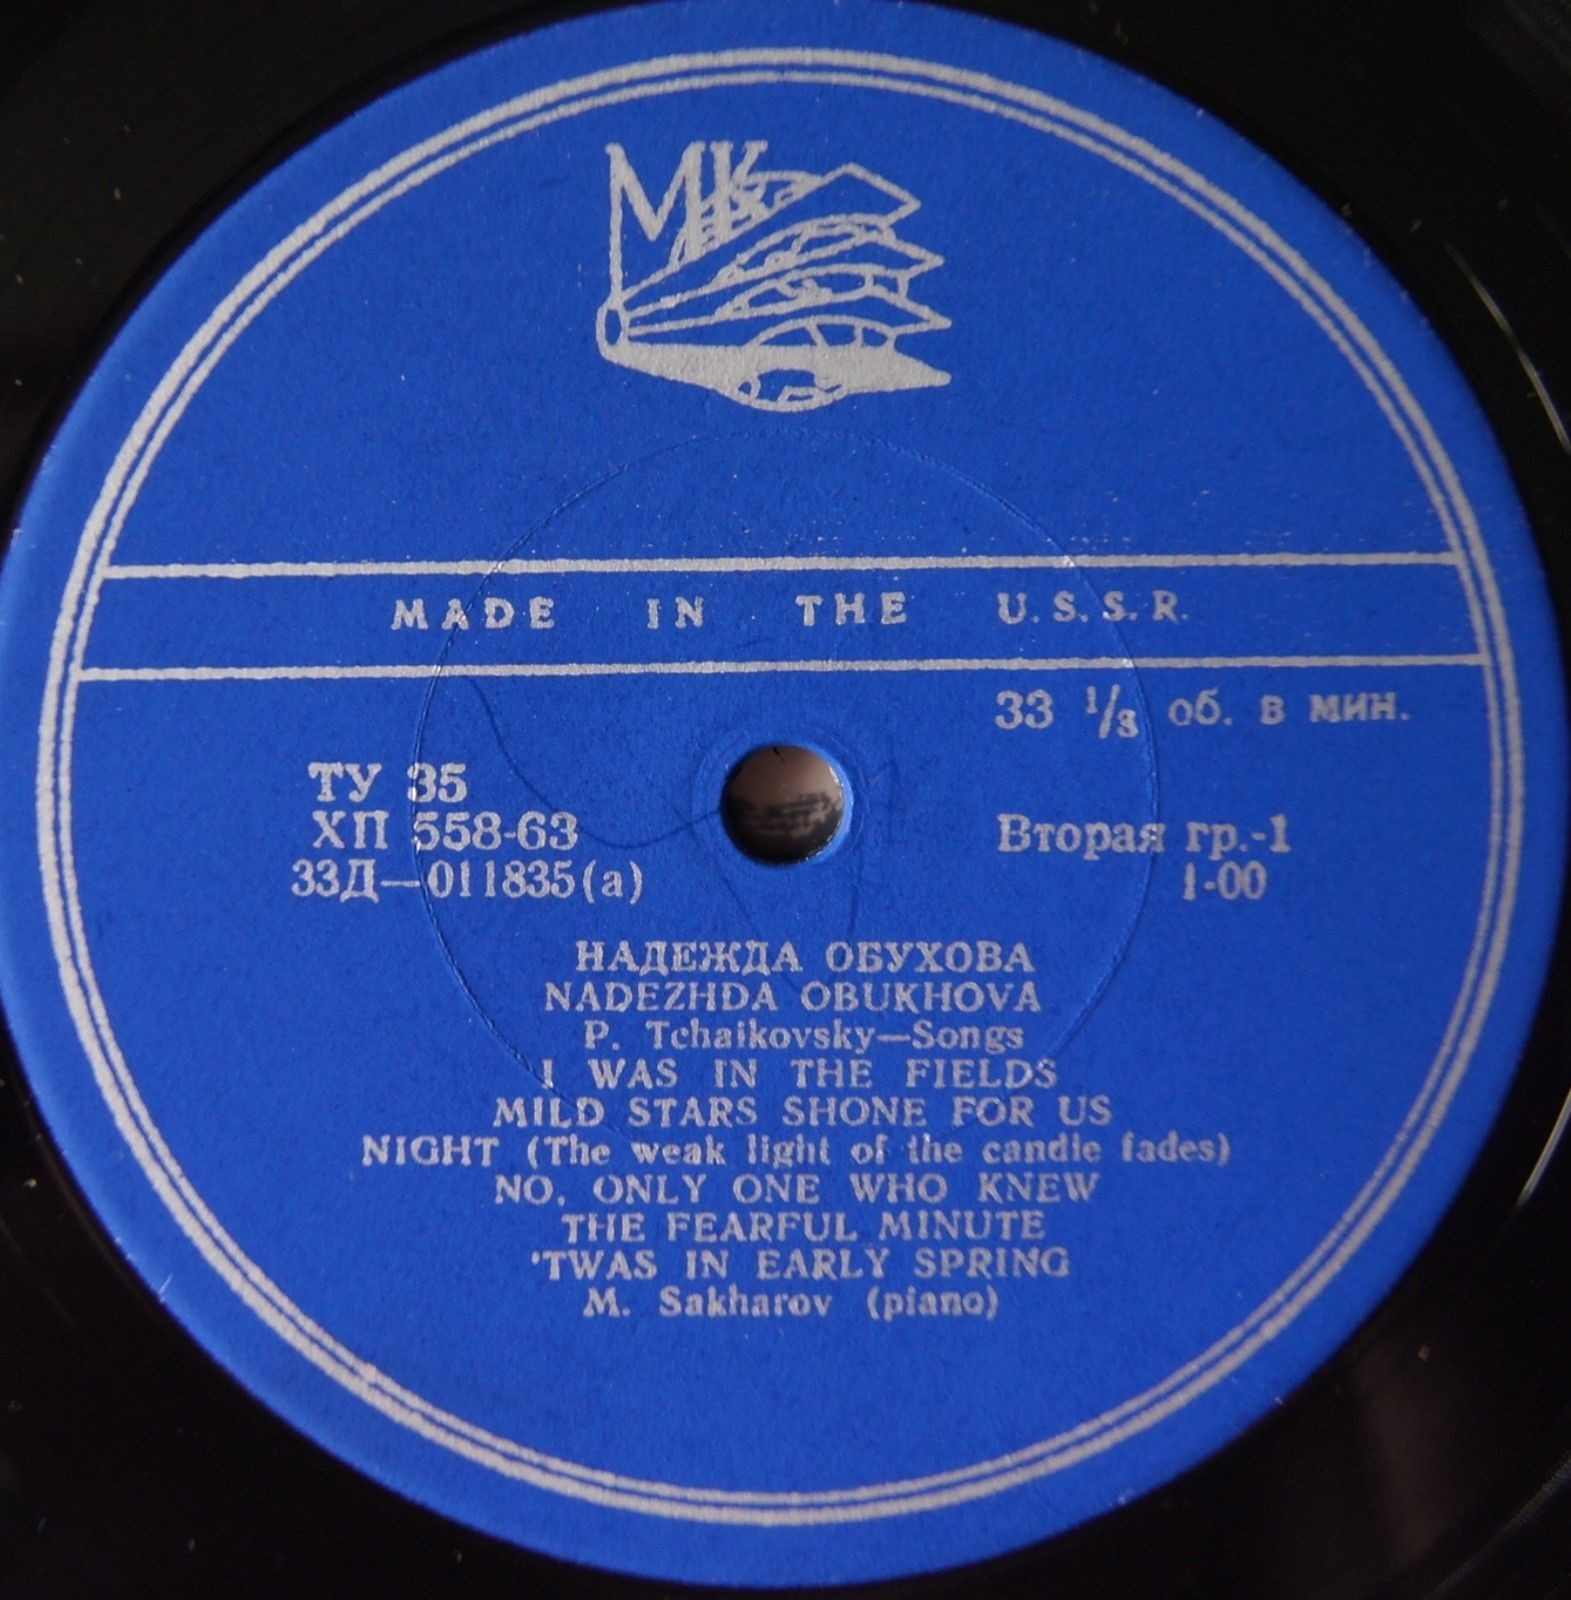 МК
MADE IN THE U.S.S.R.
33 1/3 об. в мин.
ТУ 35
ХП 558-63
33Д—011835(а)
Вторая гр.-1
1-00
НАДЕЖДА ОБУХОВА
NADEZHDA OBUKHOVA
P. Tchaikovsky—Songs
I WAS IN THE FIELDS
MILD STARS SHONE FOR US
NIGHT (The weak light of the candle fades)
NO, ONLY ONE WHO KNEW
THE FEARFUL MINUTE
'TWAS IN EARLY SPRING
M. Sakharov (piano)